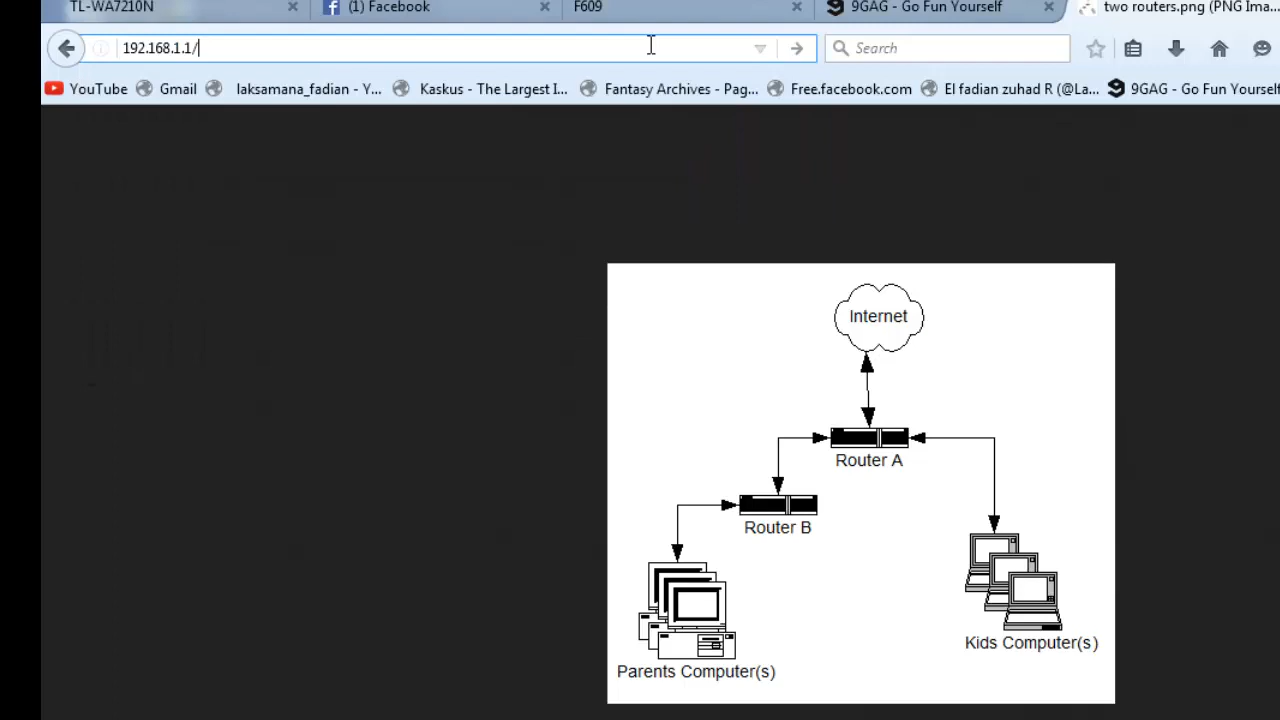 TL-WA7210N
(1) Facebook
F609
9GAG - Go Fun Yourself
two routers.png (PNG Ima...
192.168.1.1/
Search
YouTube
Gmail
laksamana_fadian - Y...
Kaskus - The Largest I...
Fantasy Archives - Pag...
Free.facebook.com
El fadian zuhad R (@La...
9GAG - Go Fun Yourself
Internet
Router A
Router B
Kids Computer(s)
Parents Computer(s)